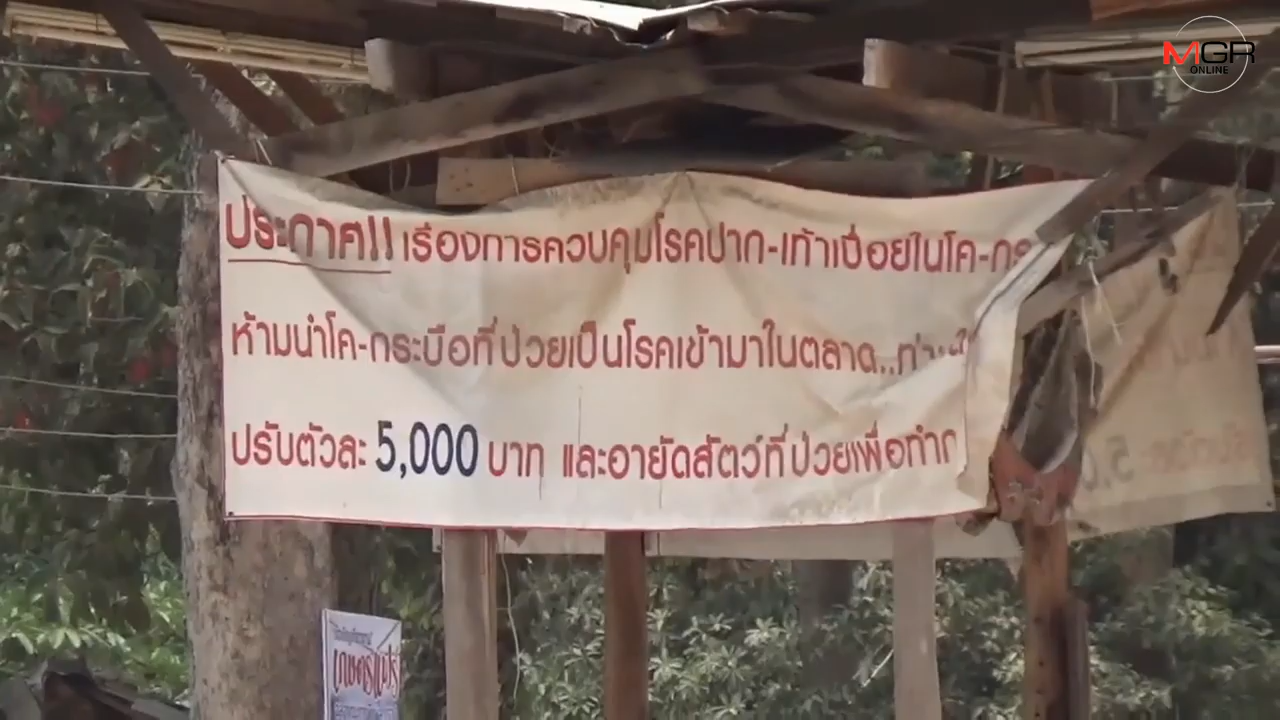 MGR
ONLINE
ประกาศ!! เรื่องการควบคุมโรคปาก-เท้าเปื่อยในโค-กระ
ห้ามนำโค-กระบือที่ป่วยเป็นโรคเข้ามาในตลาด..
ปรับตัวละ 5,000 บาท และอายัดสัตว์ที่ป่วยเพื่อทำ